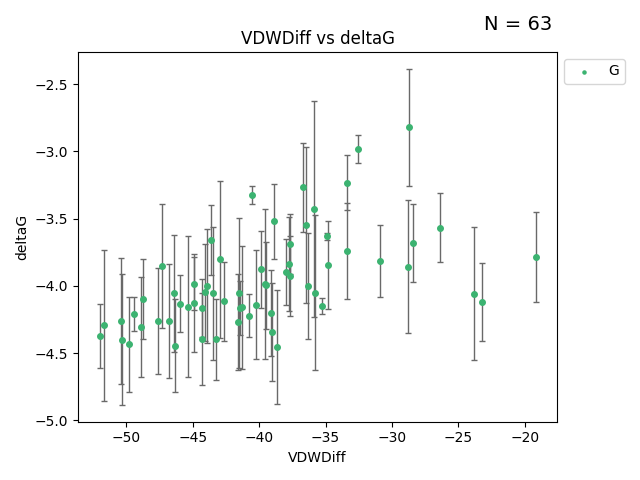 N = 63
VDWDiff vs deltaG
G
deltaG
−2.5
−3.0
−3.5
−4.0
−4.5
−5.0
−50 −45 −40 −35 −30 −25 −20
VDWDiff